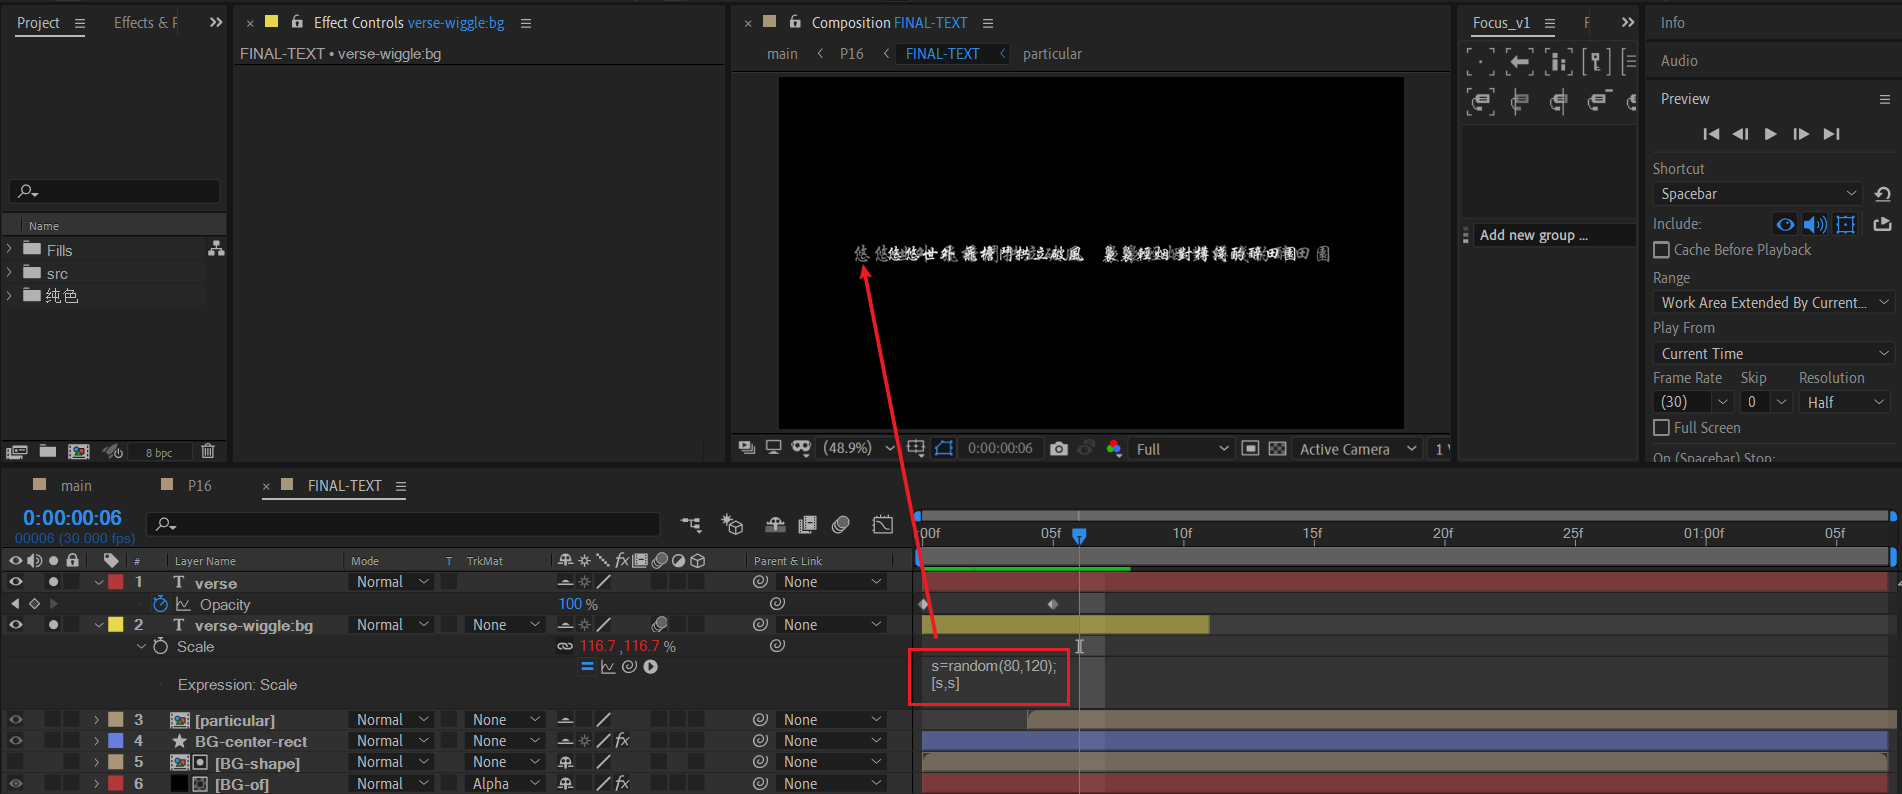 Project
Effects & P
Effect Controls verse-wiggle:bg
Composition FINAL-TEXT
Focus_v1
Info
FINAL-TEXT • verse-wiggle:bg
main
P16
FINAL-TEXT
particular
Audio
Preview
Shortcut
Spacebar
Include:
Cache Before Playback
Range
Work Area Extended By Current...
Play From
Current Time
Frame Rate
Skip
Resolution
(30)
0
Half
Full Screen
On (Spacebar) Stop:
Add new group ...
Name
Fills
src
纯色
8 bpc
(48.9%)
0:00:00:06
Full
Active Camera
1 V
main
P16
FINAL-TEXT
0:00:00:06
00006 (30.000 fps)
:00f
05f
10f
15f
20f
25f
01:00f
05f
#
Layer Name
Mode
T
TrkMat
Parent & Link
1
T
verse
Normal
None
Opacity
100 %
2
T
verse-wiggle:bg
Normal
None
None
Scale
116.7 ,116.7 %
Expression: Scale
s=random(80,120);
[s,s]
3
[particular]
Normal
None
None
4
BG-center-rect
Normal
None
None
5
[BG-shape]
Normal
None
None
6
[BG-of]
Normal
Alpha
None